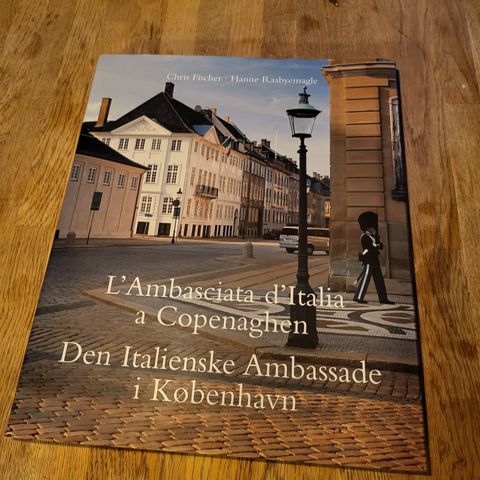 Chris Fischer · Hanne Raabyemagle
L'Ambasciata d'Italia
a Copenaghen
Den Italienske Ambassade
i København